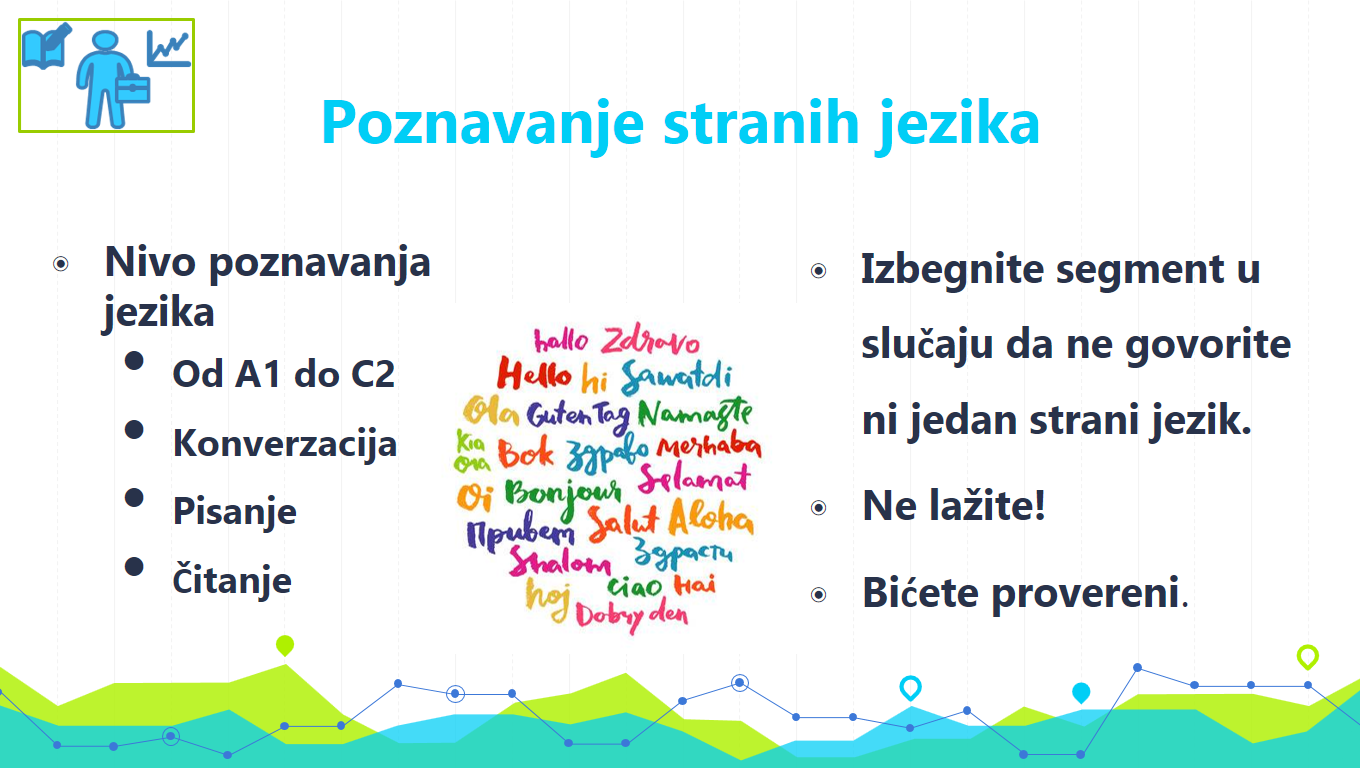 Poznavanje stranih jezika
Nivo poznavanja
jezika
Od A1 do C2
Konverzacija
Pisanje
Čitanje
hallo Zdravo
Hello hi Sawatdi
Ola Guten Tag Namaste
Kia
ora
Bok Здраво merhaba
Selamat
Oi Bonjour
Salut Aloha
Привет
Здрасти
Shalom
ciao Hai
hoj
Dobry den
Izbegnite segment u
slučaju da ne govorite
ni jedan strani jezik.
Ne lažite!
Bićete provereni.